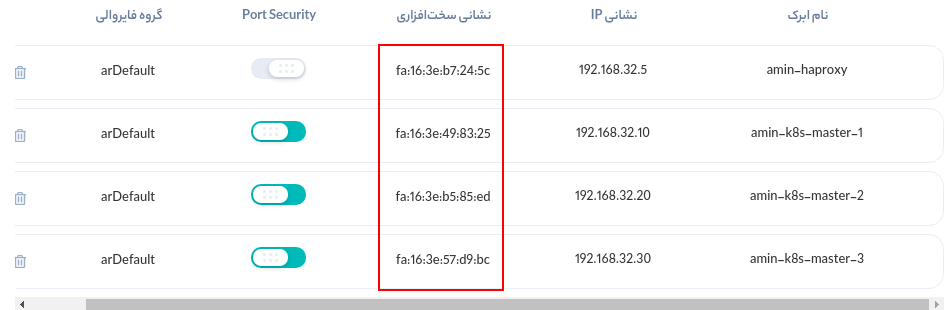 نام ابرک نشانی IP نشانی سخت‌افزاری Port Security گروه فایروالی
amin-haproxy 192.168.32.5 fa:16:3e:b7:24:5c arDefault
amin-k8s-master-1 192.168.32.10 fa:16:3e:49:83:25 arDefault
amin-k8s-master-2 192.168.32.20 fa:16:3e:b5:85:ed arDefault
amin-k8s-master-3 192.168.32.30 fa:16:3e:57:d9:bc arDefault